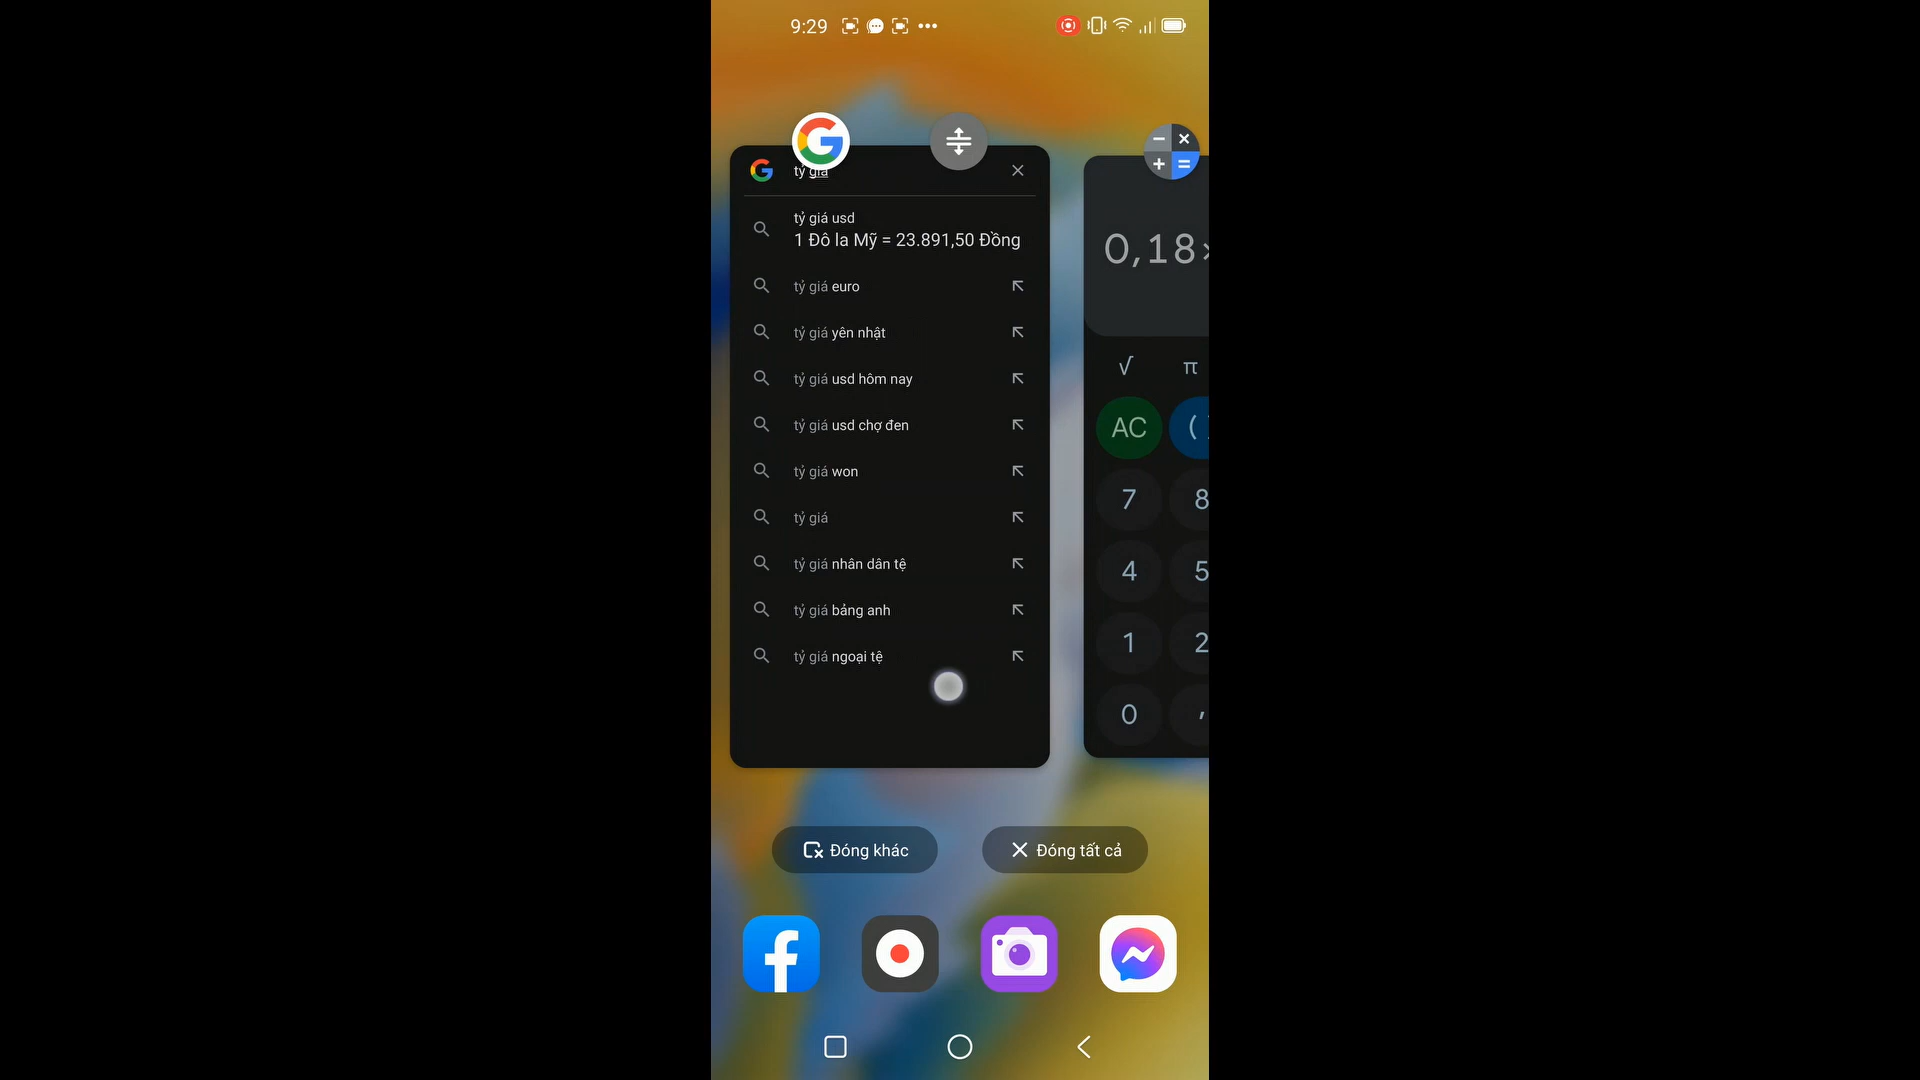 9:29
tỷ giá
tỷ giá usd
1 Đô la Mỹ = 23.891,50 Đồng
tỷ giá euro
tỷ giá yên nhật
tỷ giá usd hôm nay
tỷ giá usd chợ đen
tỷ giá won
tỷ giá
tỷ giá nhân dân tệ
tỷ giá bảng anh
tỷ giá ngoại tệ
0,18×
√ π
AC (
7 8
4 5
1 2
0 ,
Đóng khác
Đóng tất cả